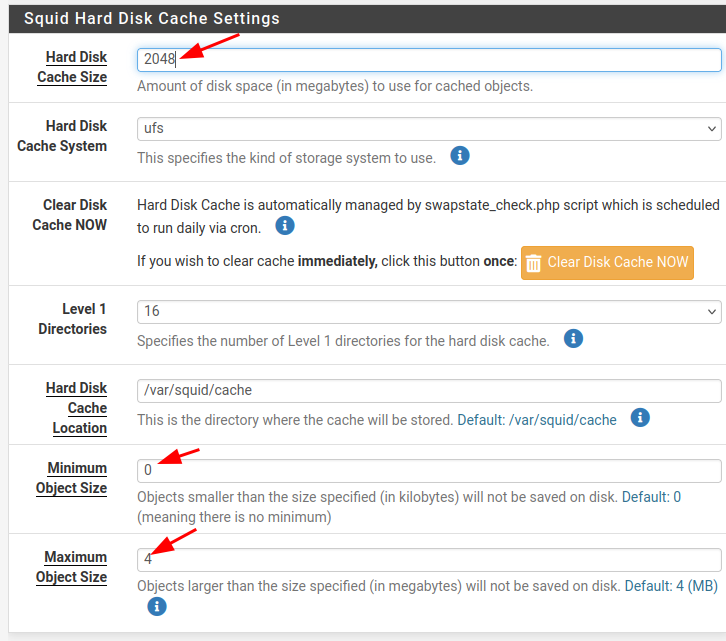 Squid Hard Disk Cache Settings
Hard Disk
Cache Size
2048
Amount of disk space (in megabytes) to use for cached objects.
Hard Disk
Cache System
ufs
This specifies the kind of storage system to use.
Clear Disk
Cache NOW
Hard Disk Cache is automatically managed by swapstate_check.php script which is scheduled
to run daily via cron.
If you wish to clear cache immediately, click this button once: Clear Disk Cache NOW
Level 1
Directories
16
Specifies the number of Level 1 directories for the hard disk cache.
Hard Disk
Cache
Location
/var/squid/cache
This is the directory where the cache will be stored. Default: /var/squid/cache
Minimum
Object Size
0
Objects smaller than the size specified (in kilobytes) will not be saved on disk. Default: 0
(meaning there is no minimum)
Maximum
Object Size
4
Objects larger than the size specified (in megabytes) will not be saved on disk. Default: 4 (MB)